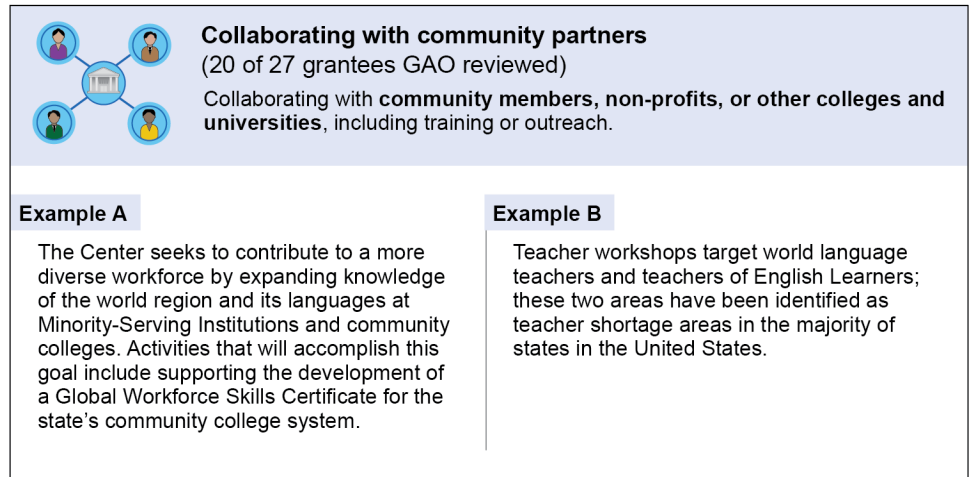 Collaborating with community partners
(20 of 27 grantees GAO reviewed)
Collaborating with community members, non-profits, or other colleges and
universities, including training or outreach.
Example A
The Center seeks to contribute to a more
diverse workforce by expanding knowledge
of the world region and its languages at
Minority-Serving Institutions and community
colleges. Activities that will accomplish this
goal include supporting the development of
a Global Workforce Skills Certificate for the
state’s community college system.
Example B
Teacher workshops target world language
teachers and teachers of English Learners;
these two areas have been identified as
teacher shortage areas in the majority of
states in the United States.